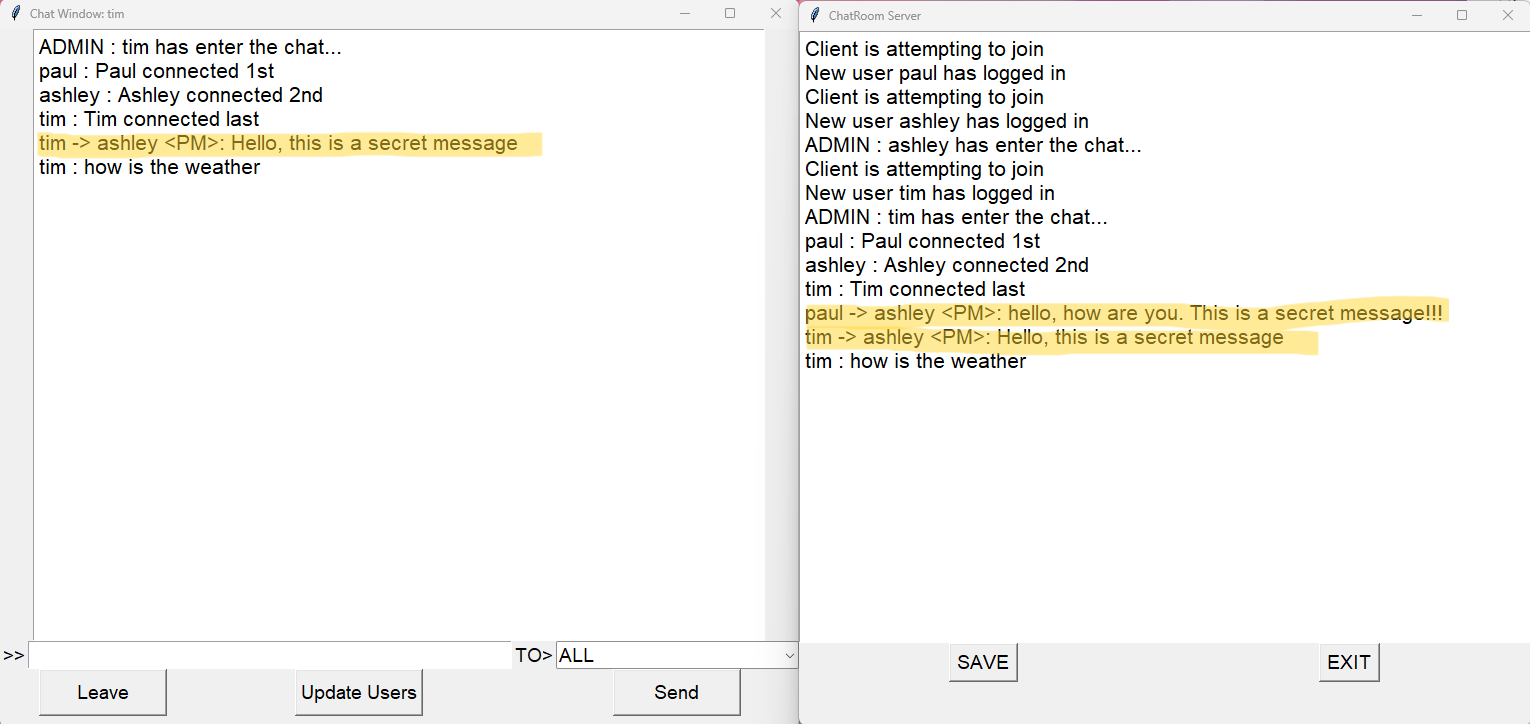 Chat Window: tim
ADMIN : tim has enter the chat...
paul : Paul connected 1st
ashley : Ashley connected 2nd
tim : Tim connected last
tim -> ashley <PM>: Hello, this is a secret message
tim : how is the weather
>>
TO> ALL
Leave
Update Users
Send
ChatRoom Server
Client is attempting to join
New user paul has logged in
Client is attempting to join
New user ashley has logged in
ADMIN : ashley has enter the chat...
Client is attempting to join
New user tim has logged in
ADMIN : tim has enter the chat...
paul : Paul connected 1st
ashley : Ashley connected 2nd
tim : Tim connected last
paul -> ashley <PM>: hello, how are you. This is a secret message!!!
tim -> ashley <PM>: Hello, this is a secret message
tim : how is the weather
SAVE
EXIT